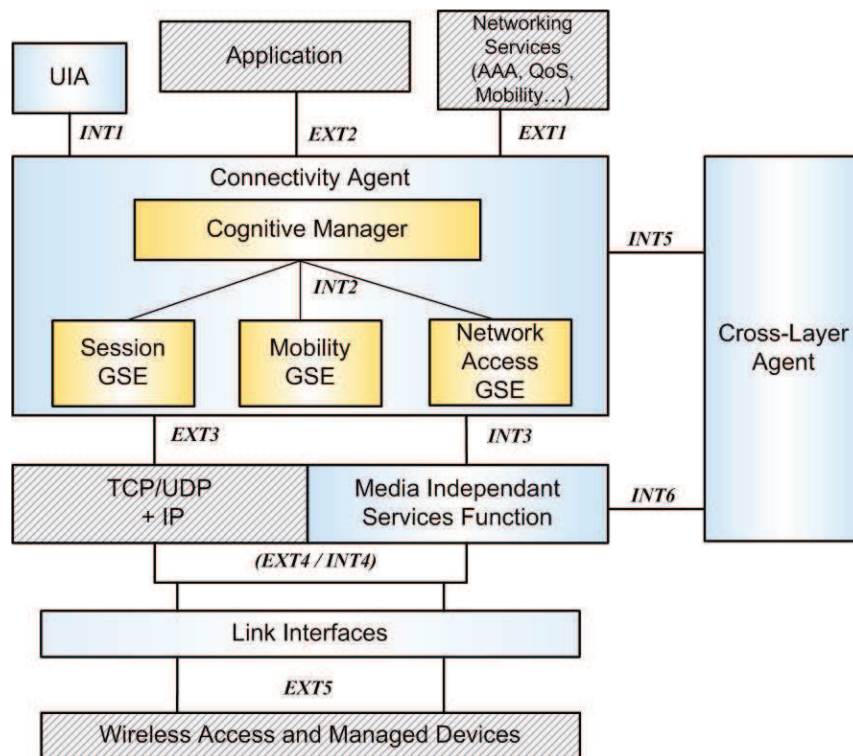 UIA
Application
Networking
Services
(AAA, QoS,
Mobility…)
INT1
EXT2
EXT1
Connectivity Agent
Cognitive Manager
INT2
INT5
Session
GSE
Mobility
GSE
Network
Access
GSE
Cross-Layer
Agent
EXT3
INT3
TCP/UDP
+ IP
Media Independant
Services Function
INT6
(EXT4 / INT4)
Link Interfaces
EXT5
Wireless Access and Managed Devices